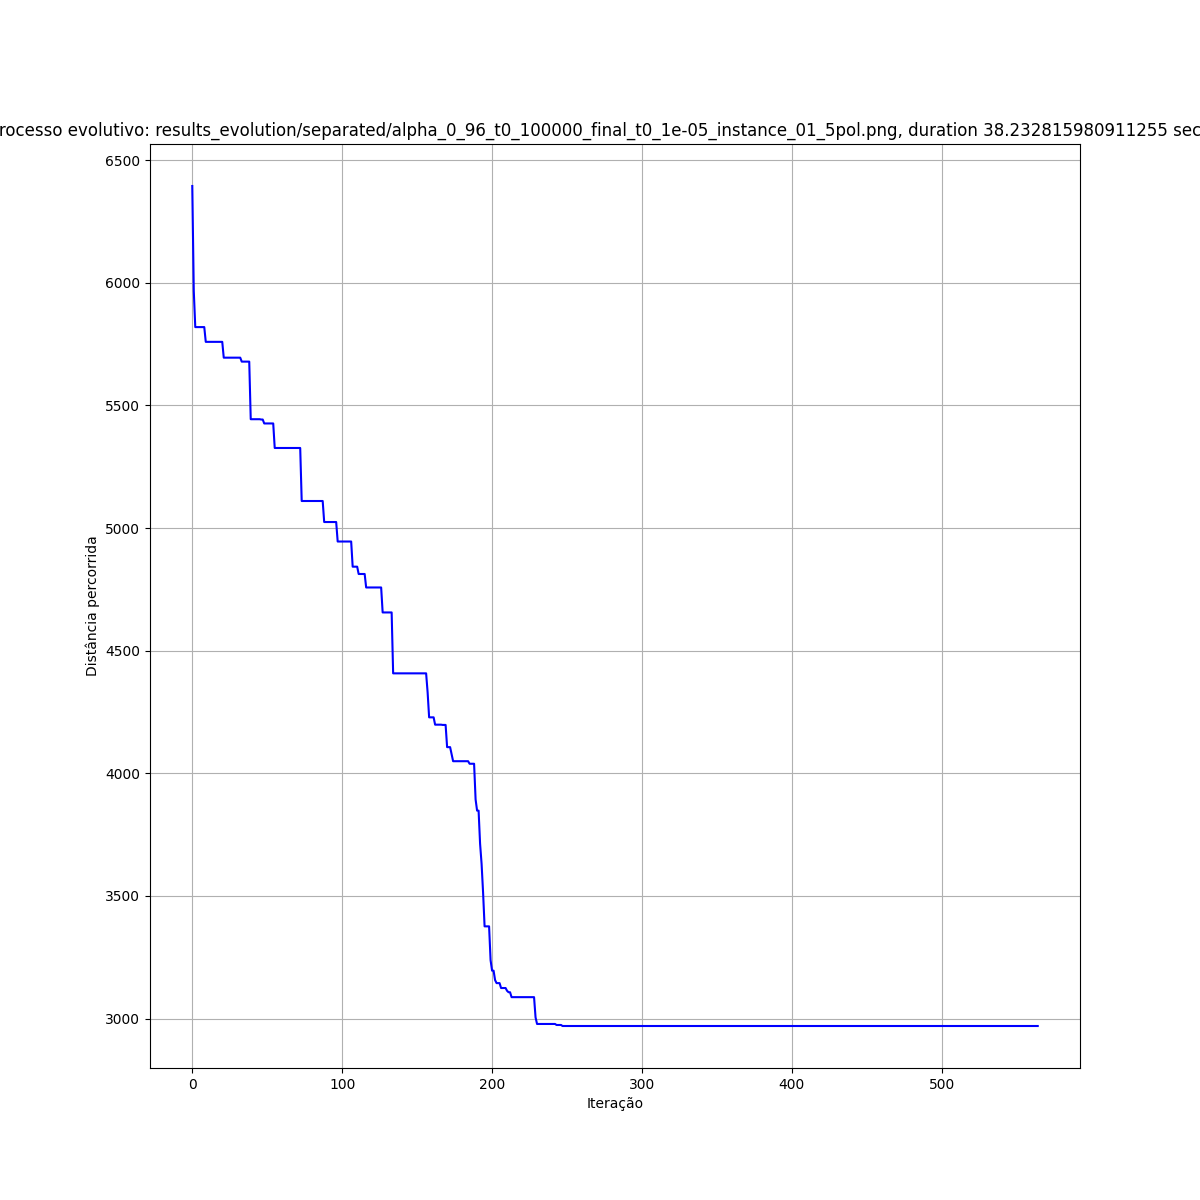 rocesso evolutivo: results_evolution/separated/alpha_0_96_t0_100000_final_t0_1e-05_instance_01_5pol.png, duration 38.232815980911255 sec
6500
6000
5500
5000
4500
4000
3500
3000
Distância percorrida
0 100 200 300 400 500
Iteração